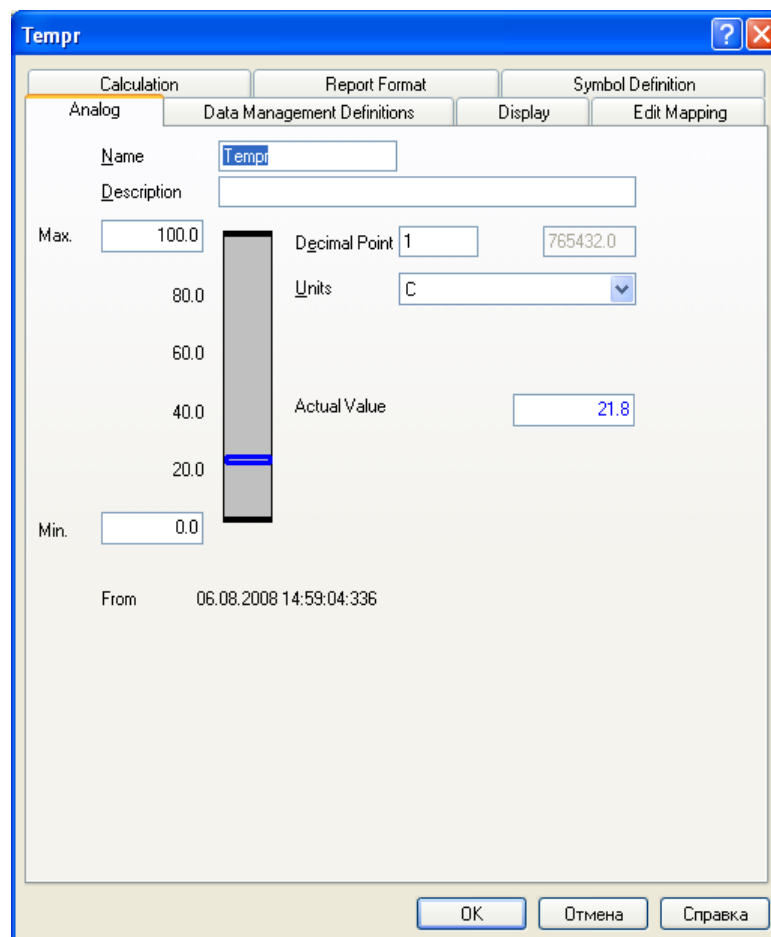 Tempr
Calculation Report Format Symbol Definition
Analog Data Management Definitions Display Edit Mapping
Name Tempr
Description
Max. 100.0 Decimal Point 1 765432.0
80.0 Units C
60.0
40.0 Actual Value 21.8
20.0
Min. 0.0
From 06.08.2008 14:59:04:336
OK Отмена Справка